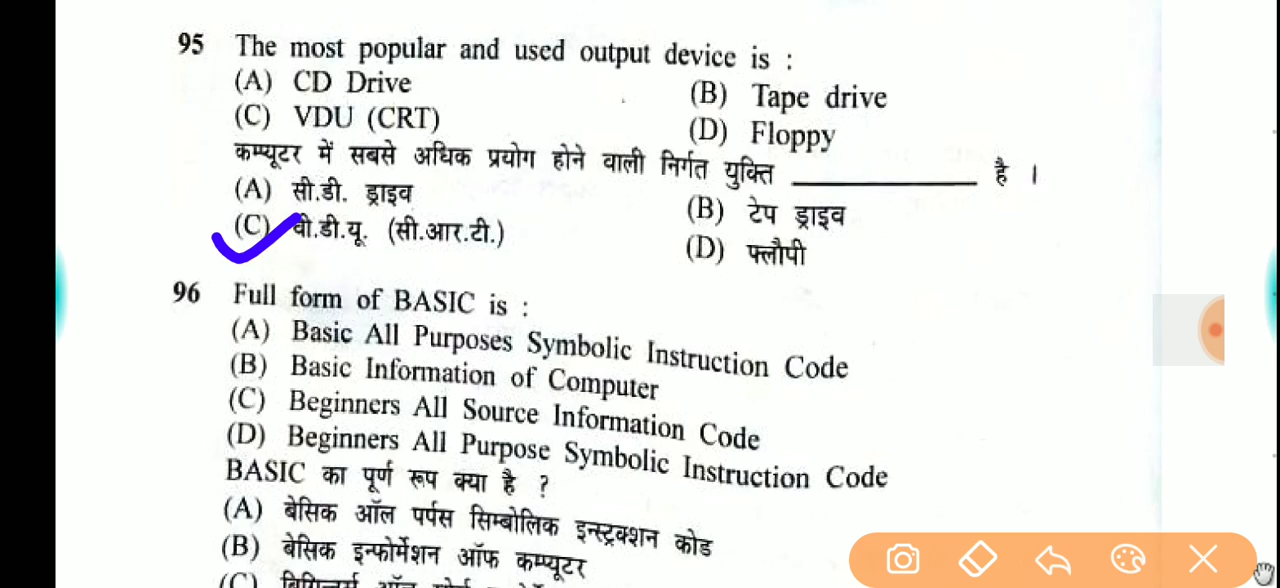 95 The most popular and used output device is :
(A) CD Drive (B) Tape drive
(C) VDU (CRT) (D) Floppy
कम्प्यूटर में सबसे अधिक प्रयोग होने वाली निर्गत युक्ति ____________ है ।
(A) सी.डी. ड्राइव (B) टेप ड्राइव
(C) वी.डी.यू. (सी.आर.टी.) (D) फ्लौपी
96 Full form of BASIC is :
(A) Basic All Purposes Symbolic Instruction Code
(B) Basic Information of Computer
(C) Beginners All Source Information Code
(D) Beginners All Purpose Symbolic Instruction Code
BASIC का पूर्ण रूप क्या है ?
(A) बेसिक ऑल पर्पस सिम्बोलिक इन्स्ट्रक्शन कोड
(B) बेसिक इन्फोर्मेशन ऑफ कम्प्यूटर
(C) बिगिनर्स ऑल